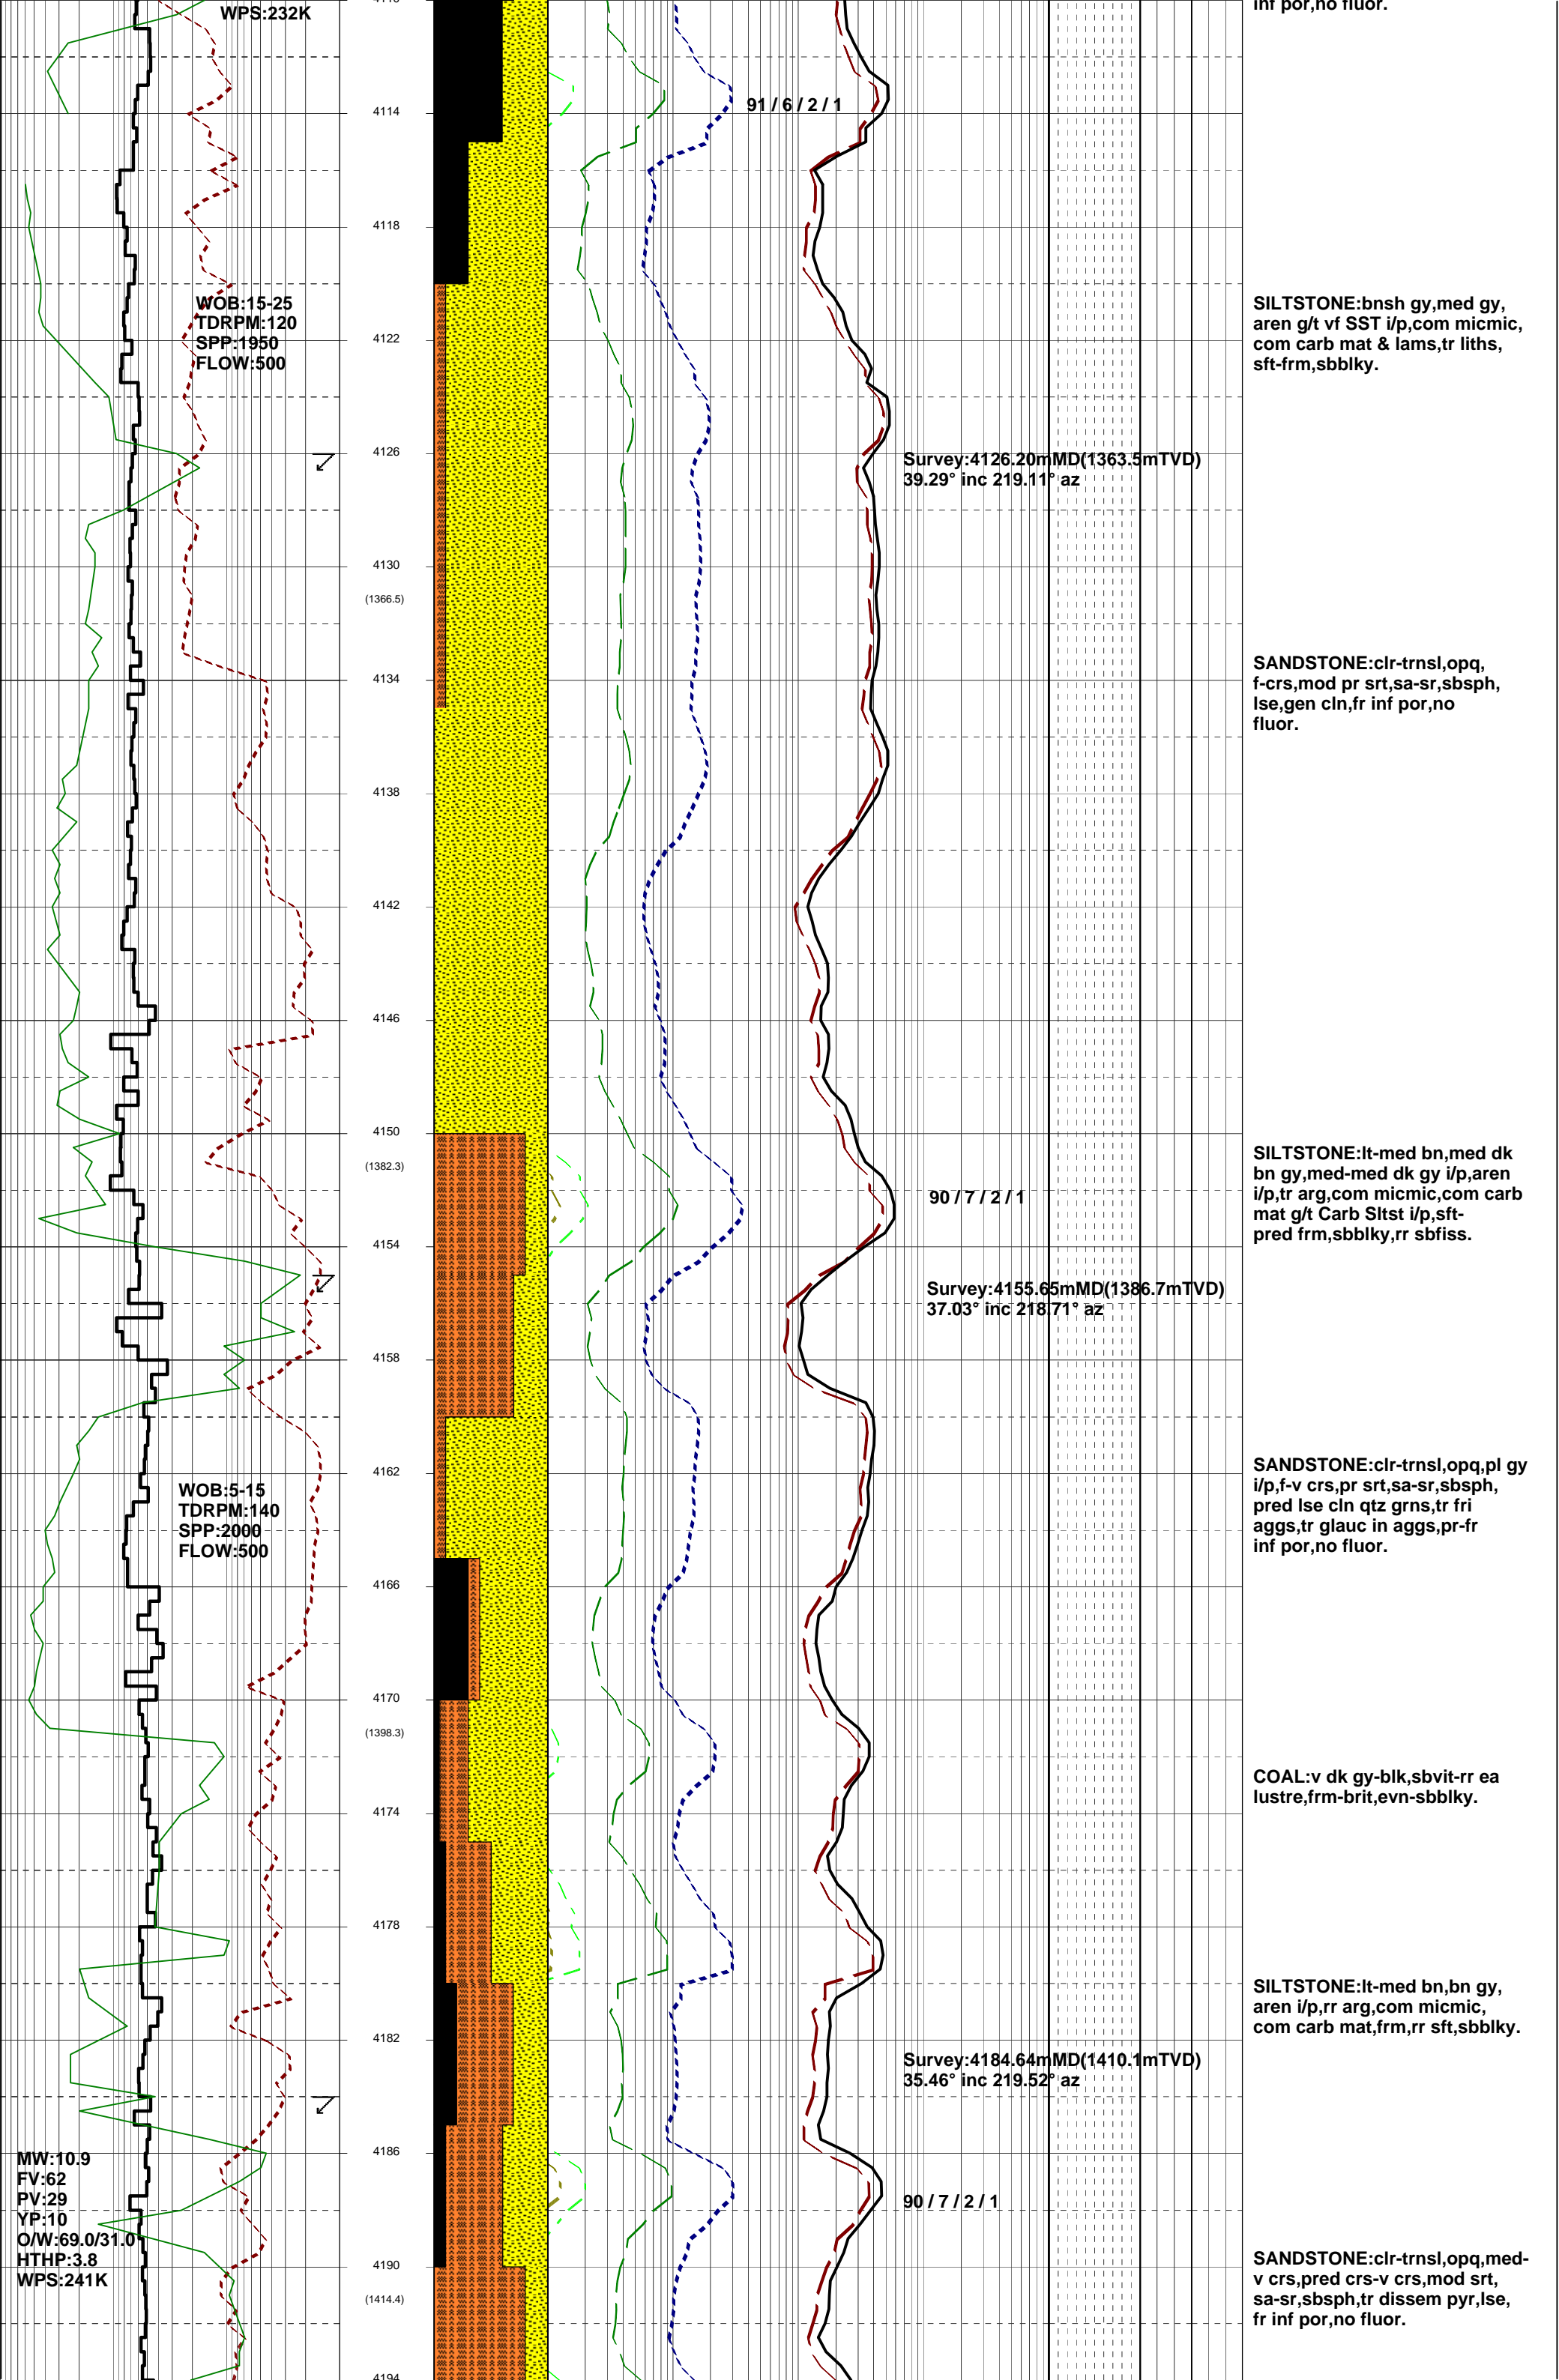 WPS:232K
inf por,no fluor.
91 / 6 / 2 / 1
4114
4118
WOB:15-25
TDRPM:120
SPP:1950
FLOW:500
SILTSTONE:bnsh gy,med gy,
aren g/t vf SST i/p,com micmic,
com carb mat & lams,tr liths,
sft-frm,sbblky.
4122
4126
Survey:4126.20mMD(1363.5mTVD)
39.29° inc 219.11° az
4130
(1366.5)
SANDSTONE:clr-trnsl,opq,
f-crs,mod pr srt,sa-sr,sbsph,
lse,gen cln,fr inf por,no
fluor.
4134
4138
4142
4146
4150
(1382.3)
SILTSTONE:lt-med bn,med dk
bn gy,med-med dk gy i/p,aren
i/p,tr arg,com micmic,com carb
mat g/t Carb Sltst i/p,sft-
pred frm,sbblky,rr sbfiss.
90 / 7 / 2 / 1
4154
Survey:4155.65mMD(1386.7mTVD)
37.03° inc 218.71° az
4158
4162
WOB:5-15
TDRPM:140
SPP:2000
FLOW:500
SANDSTONE:clr-trnsl,opq,pl gy
i/p,f-v crs,pr srt,sa-sr,sbsph,
pred lse cln qtz grns,tr fri
aggs,tr glauc in aggs,pr-fr
inf por,no fluor.
4166
4170
(1398.3)
COAL:v dk gy-blk,sbvit-rr ea
lustre,frm-brit,evn-sbblky.
4174
4178
SILTSTONE:lt-med bn,bn gy,
aren i/p,rr arg,com micmic,
com carb mat,frm,rr sft,sbblky.
4182
Survey:4184.64mMD(1410.1mTVD)
35.46° inc 219.52° az
4186
MW:10.9
FV:62
PV:29
YP:10
O/W:69.0/31.0
HTHP:3.8
WPS:241K
90 / 7 / 2 / 1
4190
(1414.4)
SANDSTONE:clr-trnsl,opq,med-
v crs,pred crs-v crs,mod srt,
sa-sr,sbsph,tr dissem pyr,lse,
fr inf por,no fluor.
4194